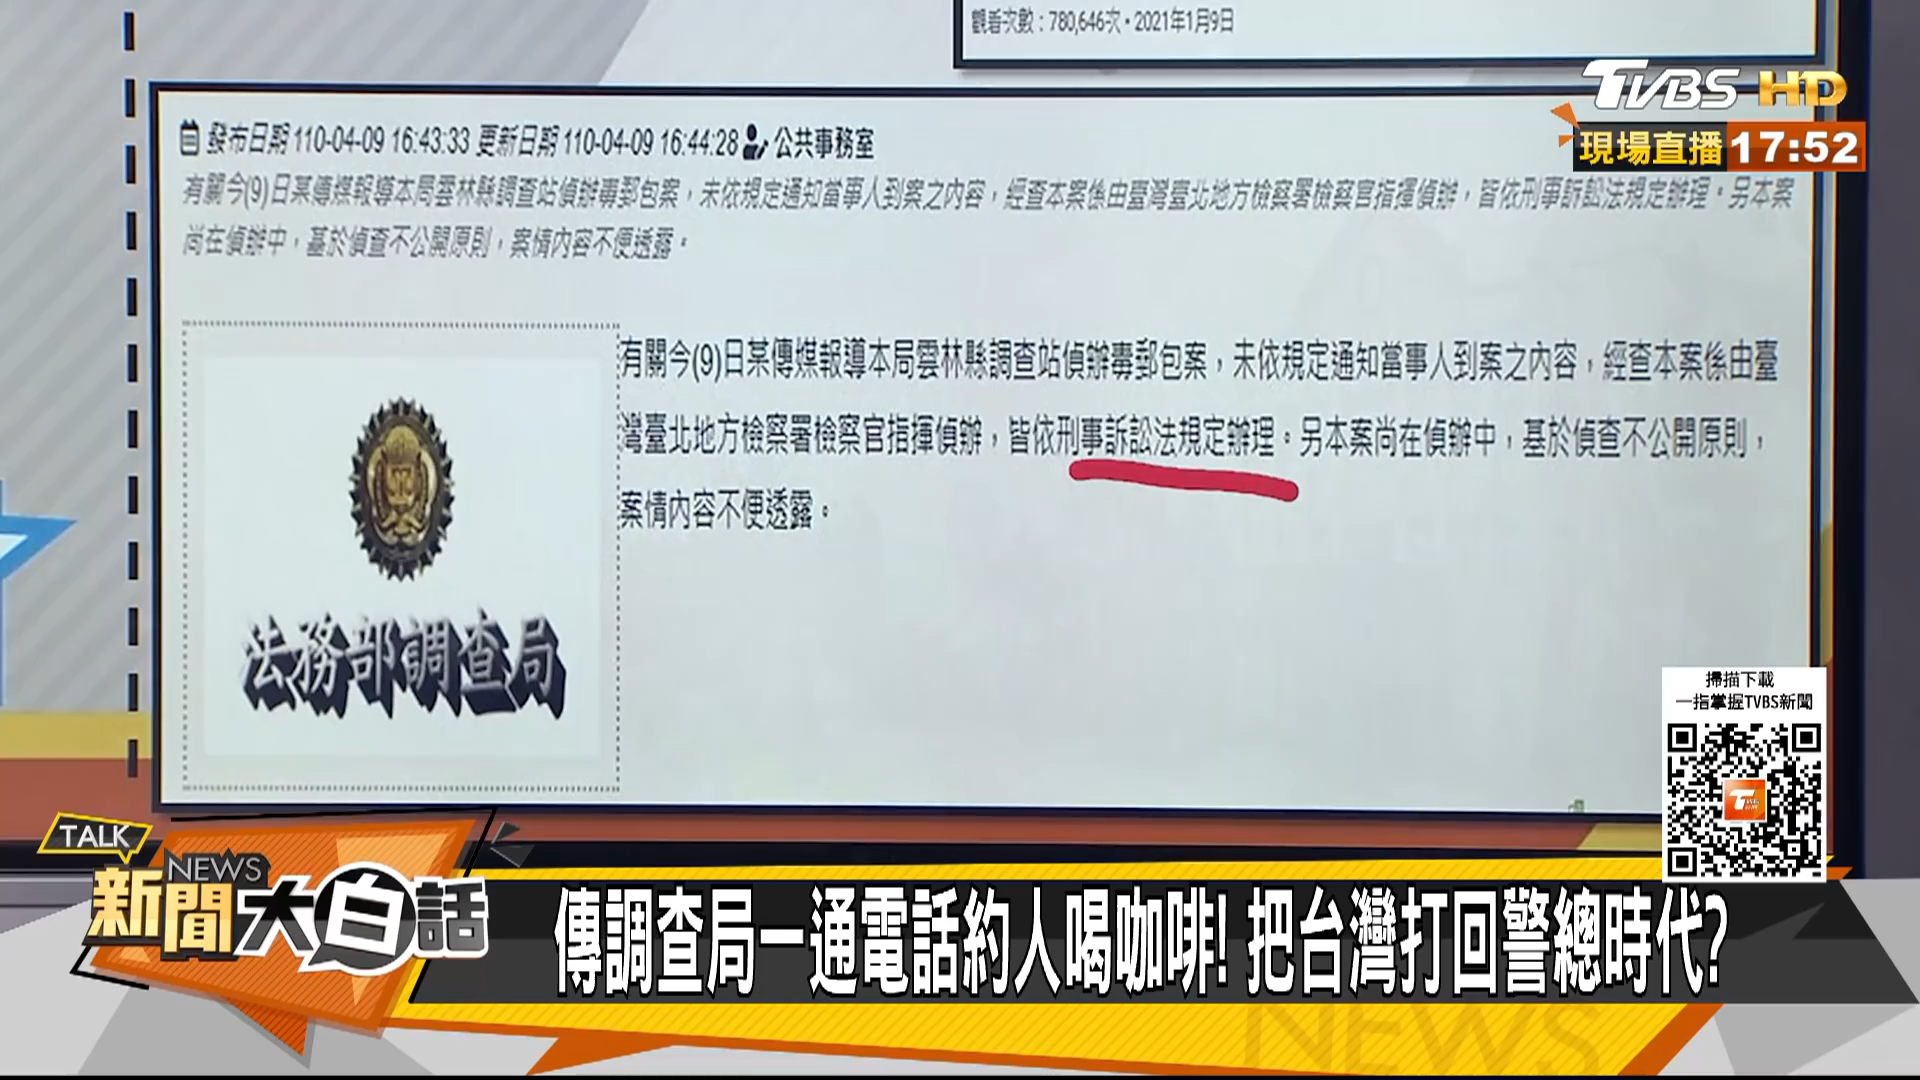 觀看次數：780,646次•2021年1月9日
TVBS HD
現場直播 17:52
發布日期 110-04-09 16:43:33 更新日期 110-04-09 16:44:28 公共事務室
有關今(9)日某傳媒報導本局雲林縣調查站偵辦毒郵包案，未依規定通知當事人到案之內容，經查本案係由臺灣臺北地方檢察署檢察官指揮偵辦，皆依刑事訴訟法規定辦理。另本案
尚在偵辦中，基於偵查不公開原則，案情內容不便透露。
有關今(9)日某傳媒報導本局雲林縣調查站偵辦毒郵包案，未依規定通知當事人到案之內容，經查本案係由臺
灣臺北地方檢察署檢察官指揮偵辦，皆依刑事訴訟法規定辦理。另本案尚在偵辦中，基於偵查不公開原則，
案情內容不便透露。
法務部調查局
掃描下載
一指掌握TVBS新聞
TALK
NEWS
新聞大白話
傳調查局一通電話約人喝咖啡! 把台灣打回警總時代?
NEWS